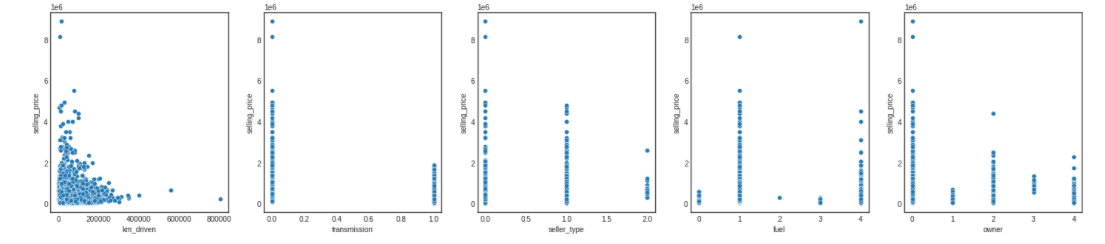 1e6
8
6
4
2
0
selling_price
0 200000 400000 600000 800000
km_driven
1e6
8
6
4
2
0
selling_price
0.0 0.2 0.4 0.6 0.8 1.0
transmission
1e6
8
6
4
2
0
selling_price
0.0 0.5 1.0 1.5 2.0
seller_type
1e6
8
6
4
2
0
selling_price
0 1 2 3 4
fuel
1e6
8
6
4
2
0
selling_price
0 1 2 3 4
owner